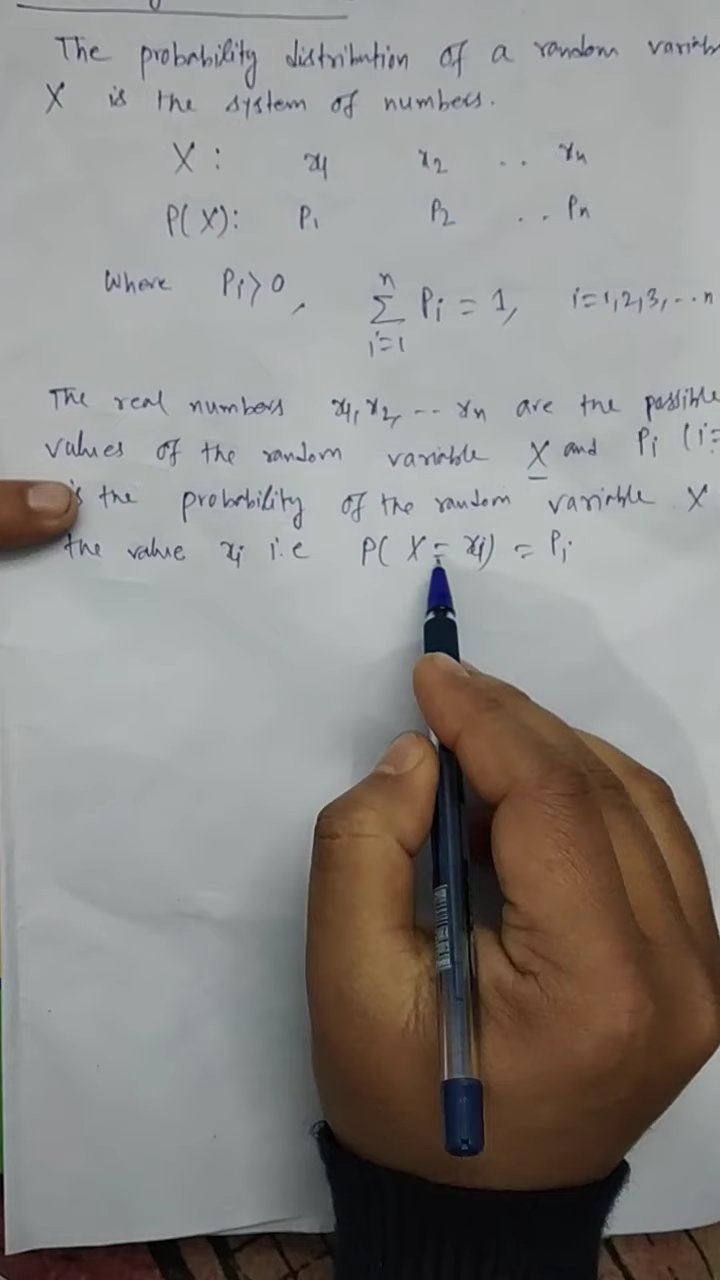 The probability distribution of a random
X is the system of numbers.
X : x1 x2 .. xn
P(X): P1 P2 .. Pn
Where Pi > 0, n∑i=1 Pi = 1, i=1,2,3,..n
The real numbers x1, x2, .. xn are the possible
values of the random variable X and Pi (i=
is the probability of the random variable X
the value xi i.e P( X = xi) = Pi